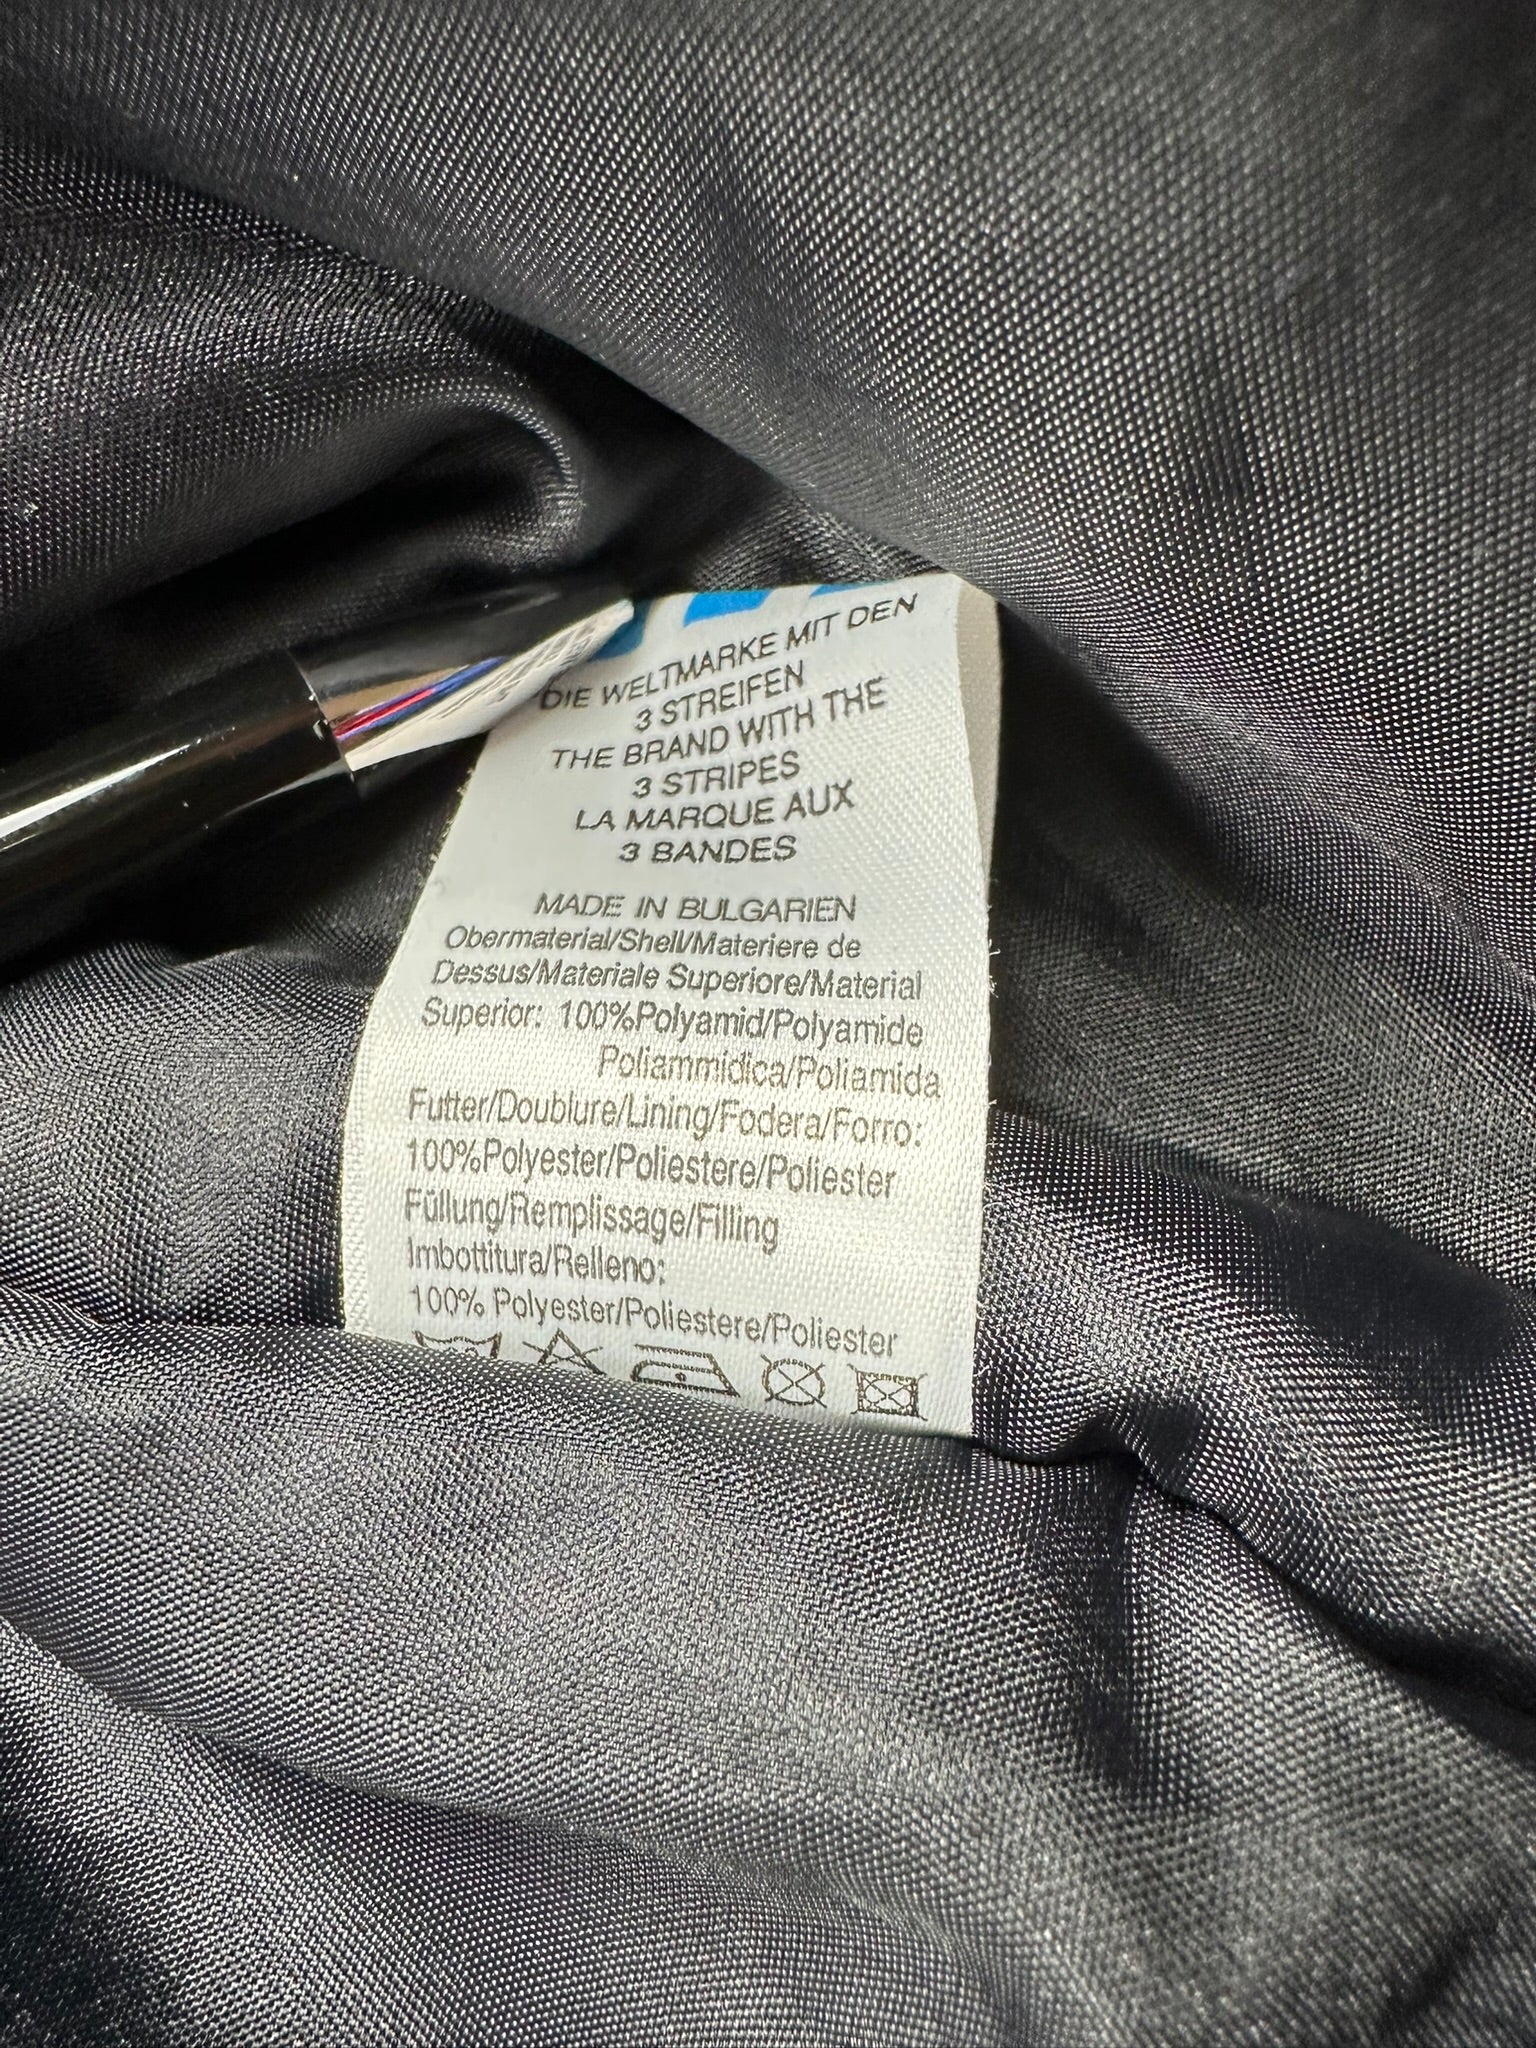 DIE WELTMARKE MIT DEN
3 STREIFEN
THE BRAND WITH THE
3 STRIPES
LA MARQUE AUX
3 BANDES
MADE IN BULGARIEN
Obermaterial/Shell/Materiere de
Dessus/Materiale Superiore/Material
Superior: 100%Polyamid/Polyamide
Poliammidica/Poliamida
Futter/Doublure/Lining/Fodera/Forro:
100%Polyester/Poliestere/Poliester
Füllung/Remplissage/Filling
Imbottitura/Relleno:
100% Polyester/Poliestere/Poliester